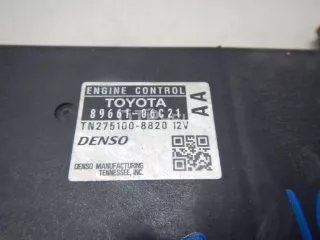 ENGINE CONTROL
TOYOTA
89661-06C21
AA
TN275100-8820 12V
DENSO
DENSO MANUFACTURING
TENNESSEE, INC.